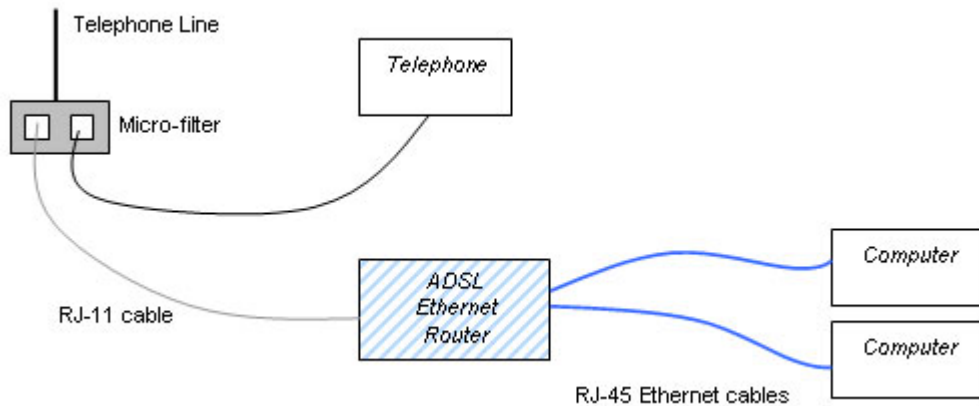 Telephone Line
Telephone
Micro-filter
ADSL
Ethernet
Router
Computer
RJ-11 cable
Computer
RJ-45 Ethernet cables